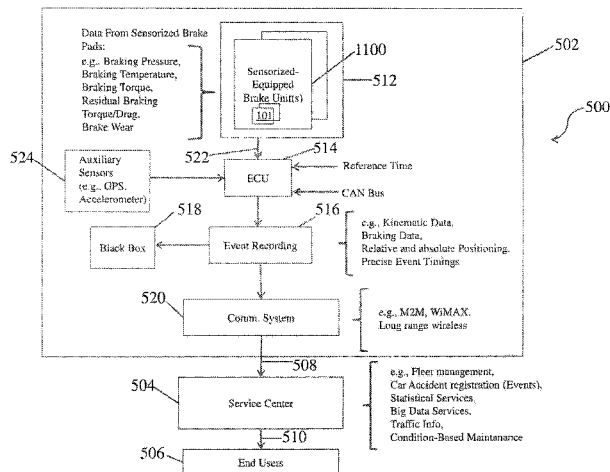 Data From Sensorized Brake
Pads:
e.g., Braking Pressure,
Braking Temperature,
Braking Torque,
Residual Braking
Torque/Drag.
Brake Wear
Sensorized-
Equipped
Brake Unit(s)
101
1100
512
502
500
522
514
524
Auxiliary
Sensors
(e.g., GPS.
Accelerometer)
ECU
Reference Time
CAN Bus
518
516
Black Box
Event Recording
e.g., Kinematic Data,
Braking Data,
Relative and absolute Positioning,
Precise Event Timings
520
Comm. System
e.g., M2M, WiMAX.
Long range wireless
508
504
Service Center
e.g., Fleet management,
Car Accident registration (Events),
Statistical Services,
Big Data Services,
Traffic Info,
Condition-Based Maintanance
510
506
End Users